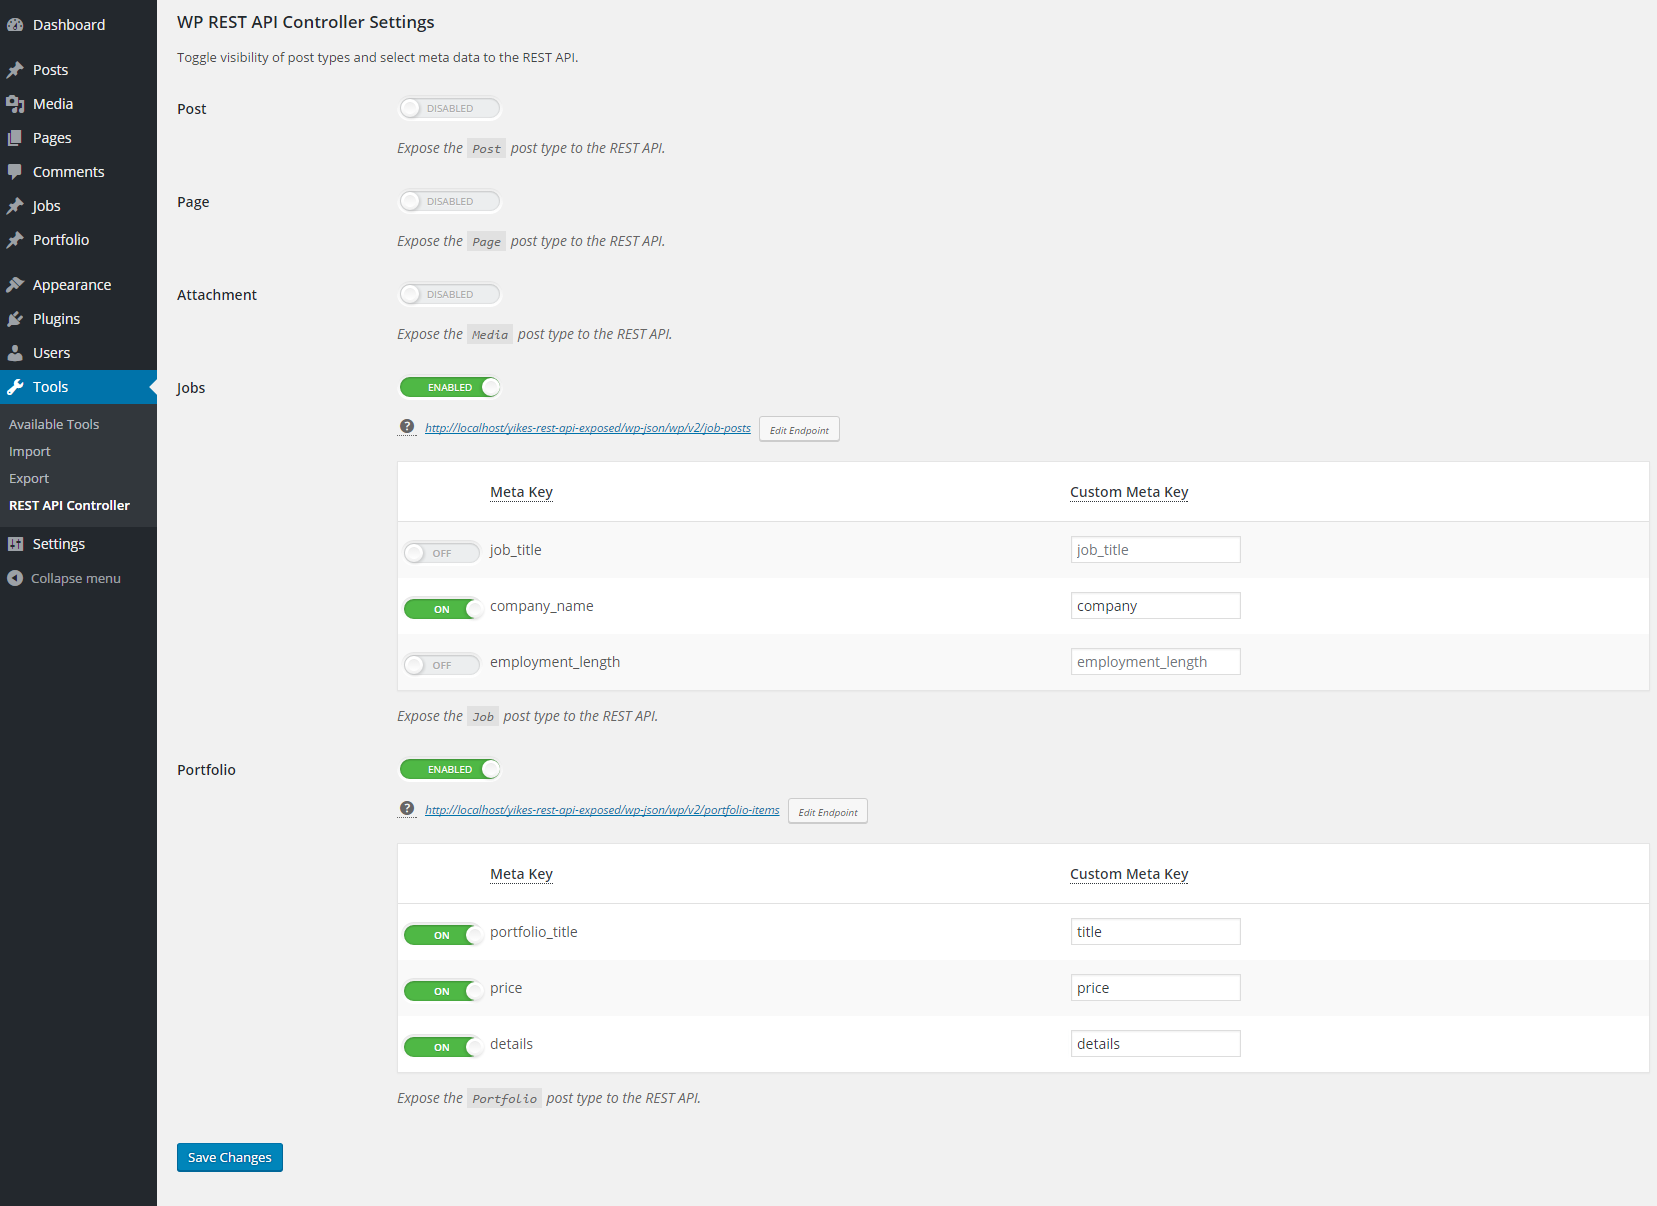 Dashboard
Posts
Media
Pages
Comments
Jobs
Portfolio
Appearance
Plugins
Users
Tools
Available Tools
Import
Export
REST API Controller
Settings
Collapse menu
WP REST API Controller Settings
Toggle visibility of post types and select meta data to the REST API.
Post
DISABLED
Expose the Post post type to the REST API.
Page
DISABLED
Expose the Page post type to the REST API.
Attachment
DISABLED
Expose the Media post type to the REST API.
Jobs
ENABLED
? http://localhost/yikes-rest-api-exposed/wp-json/wp/v2/job-posts Edit Endpoint
Meta Key Custom Meta Key
OFF job_title job_title
ON company_name company
OFF employment_length employment_length
Expose the Job post type to the REST API.
Portfolio
ENABLED
? http://localhost/yikes-rest-api-exposed/wp-json/wp/v2/portfolio-items Edit Endpoint
Meta Key Custom Meta Key
ON portfolio_title title
ON price price
ON details details
Expose the Portfolio post type to the REST API.
Save Changes